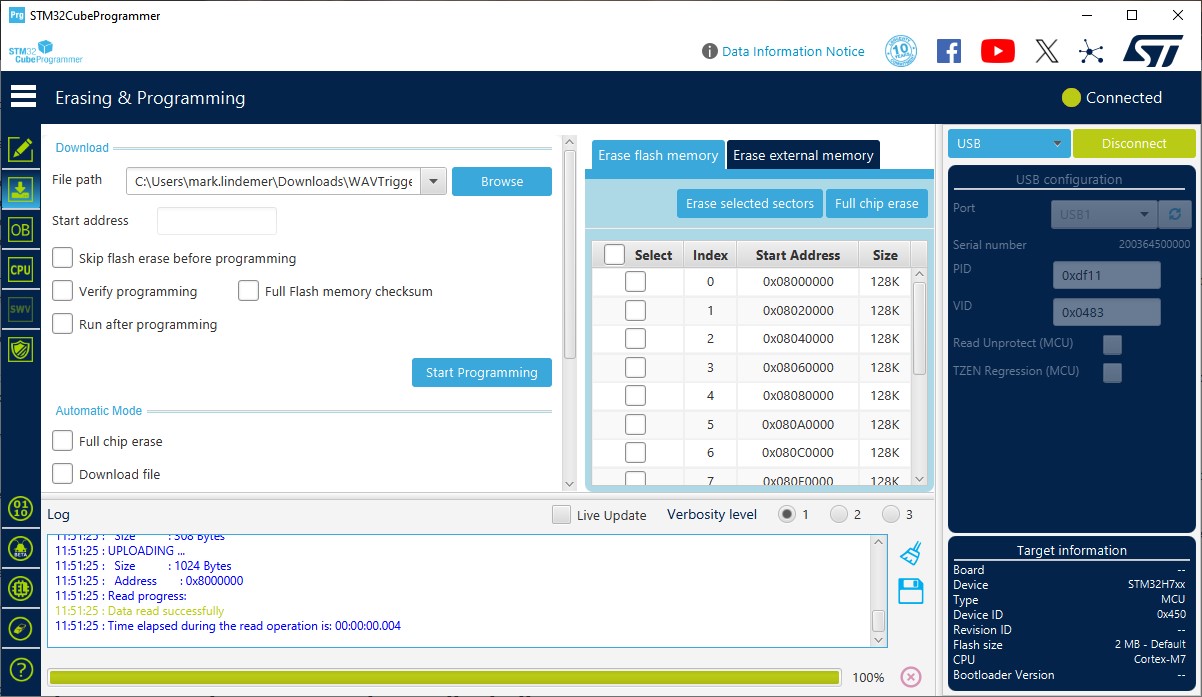 Prg STM32CubeProgrammer
STM32
CubeProgrammer
Data Information Notice
10 YEARS
Erasing & Programming
Connected
Download
File path
C:\Users\mark.lindemer\Downloads\WAVTrigge
Browse
Start address
Skip flash erase before programming
Verify programming
Full Flash memory checksum
Run after programming
Start Programming
Automatic Mode
Full chip erase
Download file
OB
CPU
SWV
Erase flash memory
Erase external memory
Erase selected sectors
Full chip erase
Select Index Start Address Size
0 0x08000000 128K
1 0x08020000 128K
2 0x08040000 128K
3 0x08060000 128K
4 0x08080000 128K
5 0x080A0000 128K
6 0x080C0000 128K
7 0x080E0000 128K
USB
Disconnect
USB configuration
Port USB1
Serial number 200364500000
PID 0xdf11
VID 0x0483
Read Unprotect (MCU)
TZEN Regression (MCU)
01
10
BETA
Log
Live Update
Verbosity level 1 2 3
11:51:25 : Size : 308 Bytes
11:51:25 : UPLOADING ...
11:51:25 : Size : 1024 Bytes
11:51:25 : Address : 0x8000000
11:51:25 : Read progress:
11:51:25 : Data read successfully
11:51:25 : Time elapsed during the read operation is: 00:00:00.004
100%
Target information
Board --
Device STM32H7xx
Type MCU
Device ID 0x450
Revision ID --
Flash size 2 MB - Default
CPU Cortex-M7
Bootloader Version --